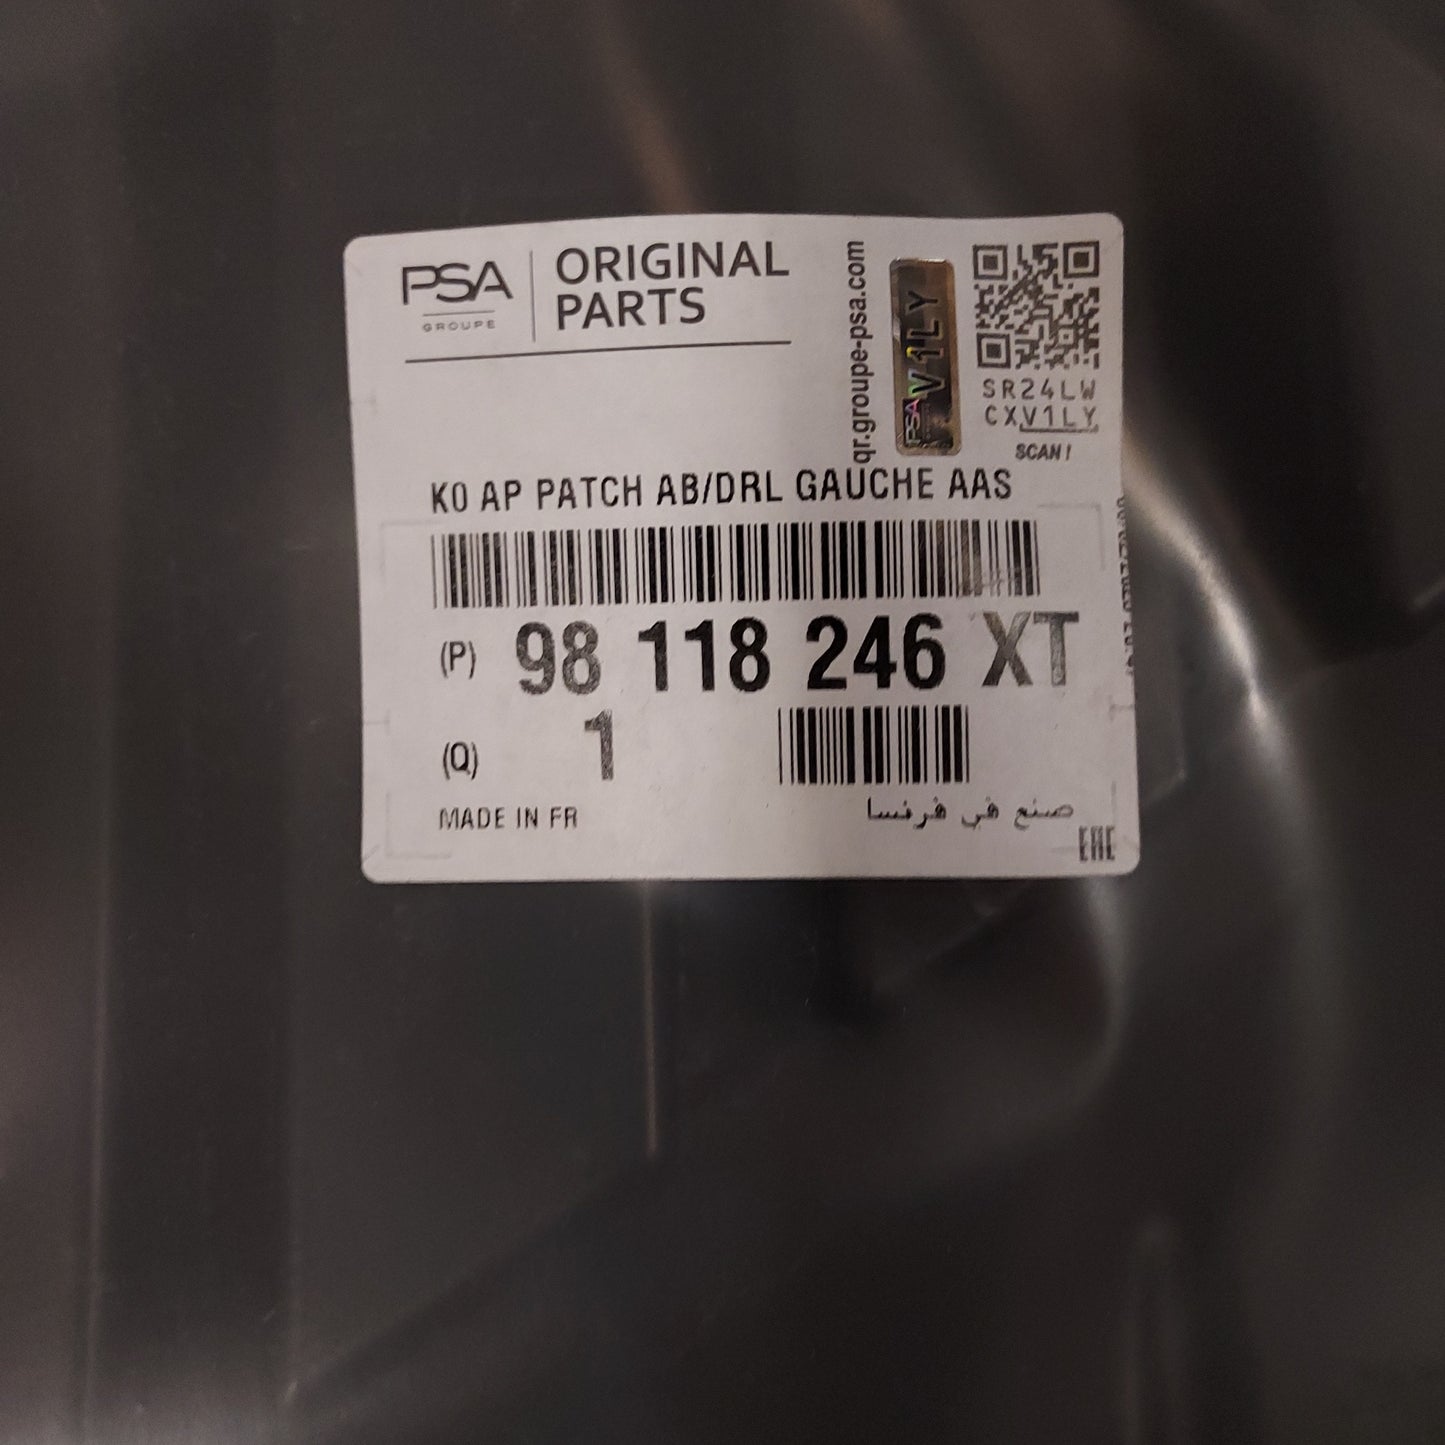 PSA
GROUPE
ORIGINAL
PARTS
qr.groupe-psa.com
PSA
V1LY
SR24LW
CXV1LY
SCAN!
K0 AP PATCH AB/DRL GAUCHE AAS
(P) 98 118 246 XT
(Q) 1
MADE IN FR
صنع في فرنسا
EAC